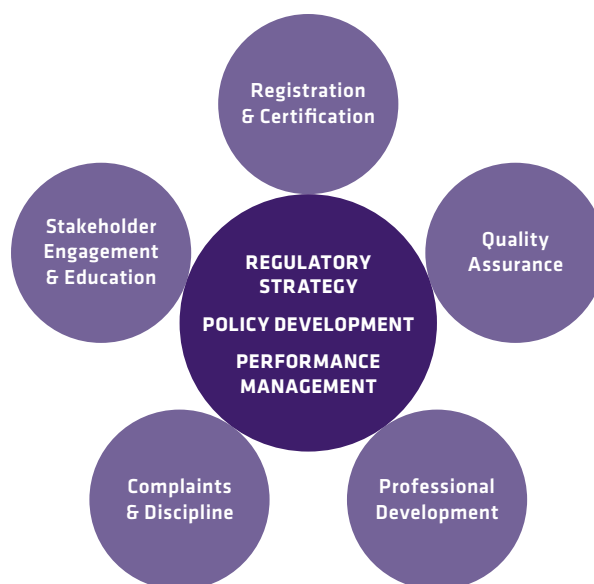 Registration
& Certification
Stakeholder
Engagement
& Education
Quality
Assurance
REGULATORY
STRATEGY
POLICY DEVELOPMENT
PERFORMANCE
MANAGEMENT
Complaints
& Discipline
Professional
Development